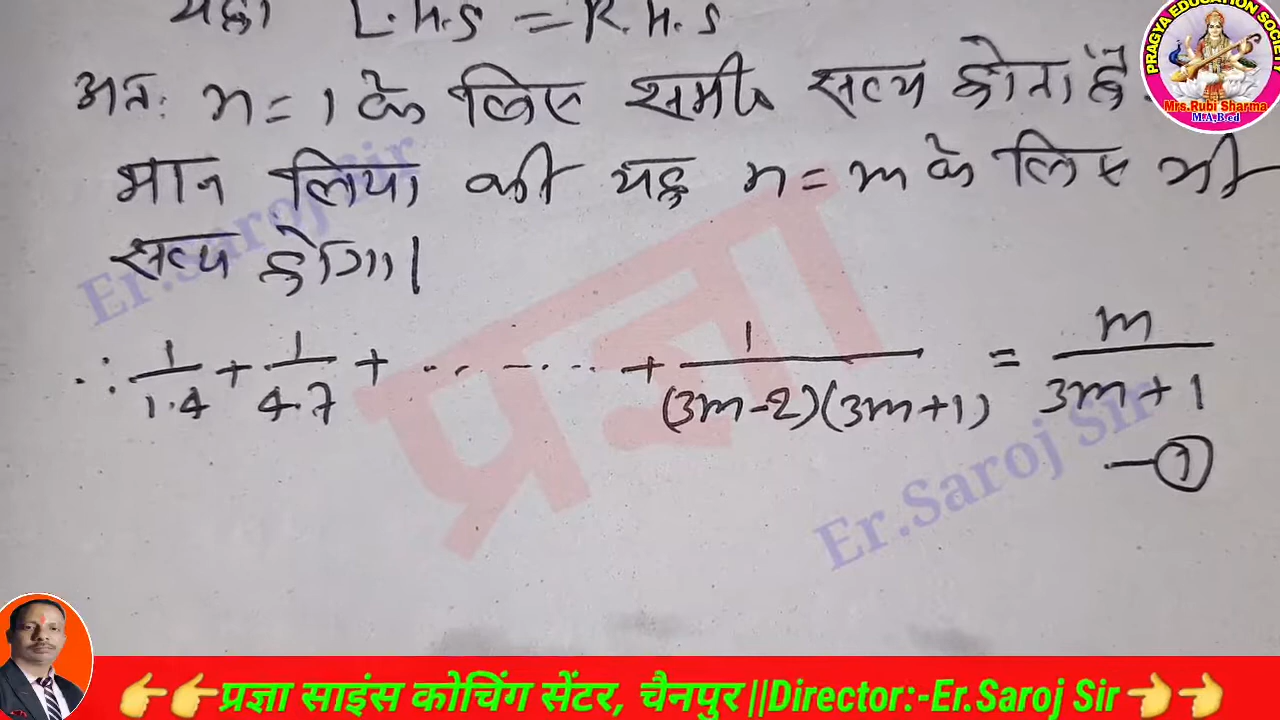 यहाँ L.H.S = R.H.S
अतः n = 1 के लिए समी० सत्य होता है.
मान लिया की यह n = m के लिए भी
सत्य होगा।
∴ 1/1.4 + 1/4.7 + ......... + 1/(3m-2)(3m+1) = m/3m+1
—①
Er.Saroj Sir
प्रज्ञा
Er.Saroj Sir
PRAGYA EDUCATION SOCIETY
Mrs.Rubi Sharma
M.A,B.ed
👉👉प्रज्ञा साइंस कोचिंग सेंटर, चैनपुर||Director:-Er.Saroj Sir👈👈